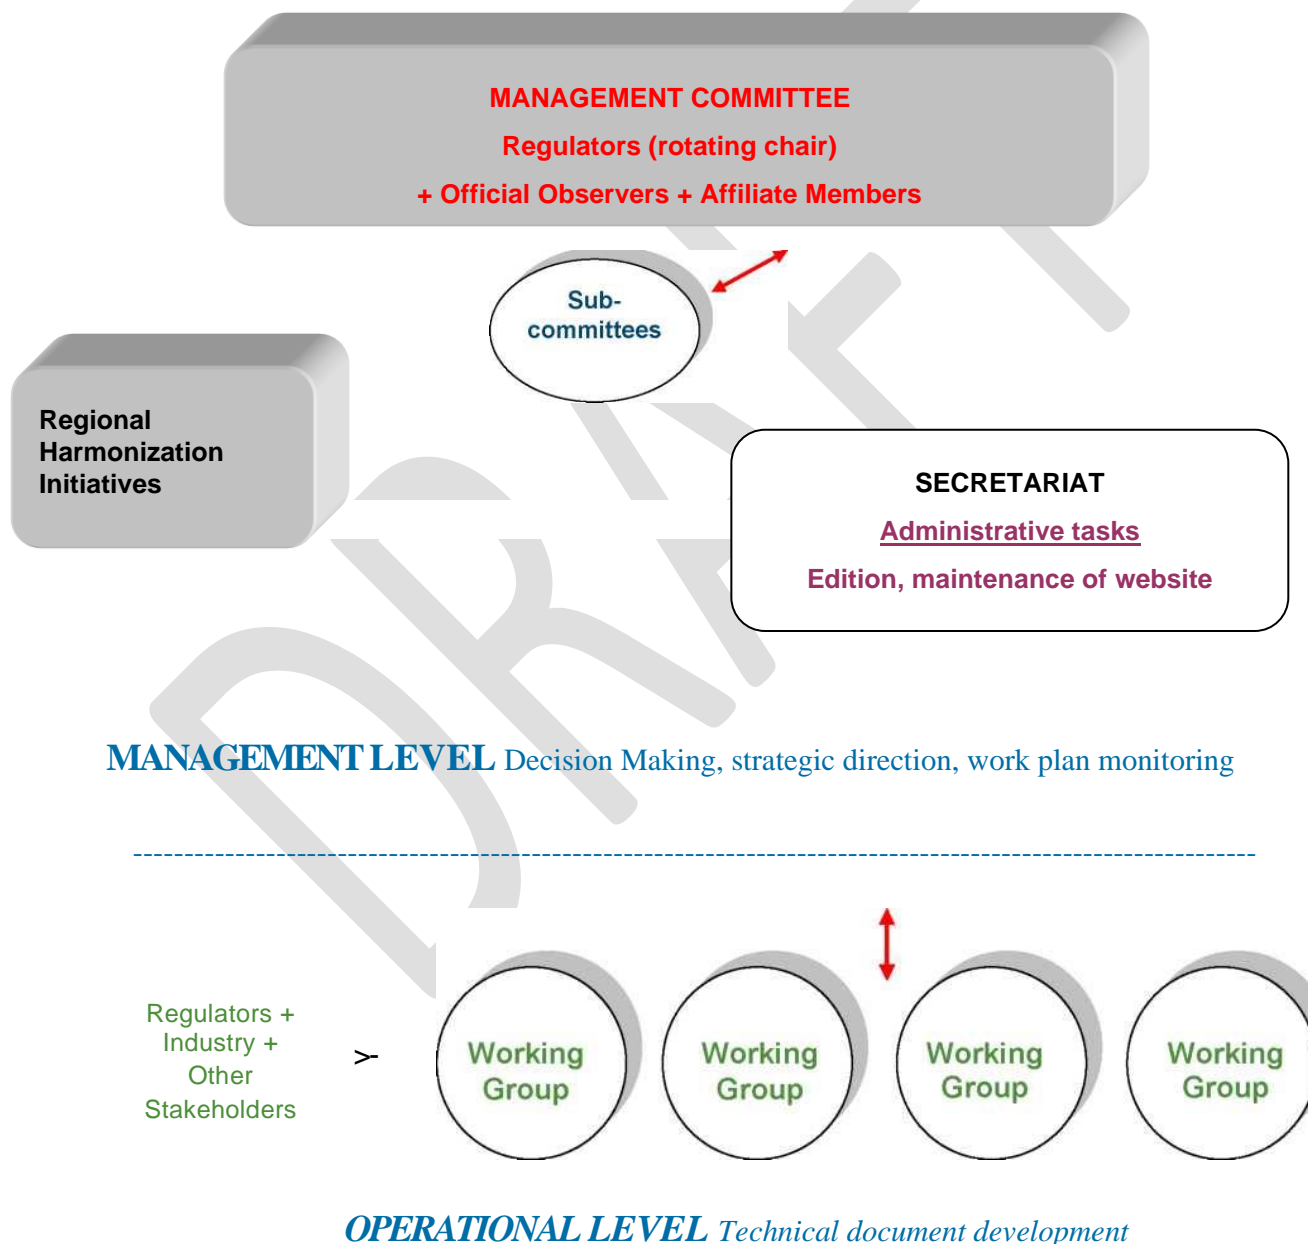 MANAGEMENT COMMITTEE
Regulators (rotating chair)
+ Official Observers + Affiliate Members
Sub-
committees
Regional
Harmonization
Initiatives
SECRETARIAT
Administrative tasks
Edition, maintenance of website
MANAGEMENT LEVEL Decision Making, strategic direction, work plan monitoring
Regulators +
Industry +
Other
Stakeholders
>-
Working
Group
Working
Group
Working
Group
Working
Group
OPERATIONAL LEVEL Technical document development
DRAFT